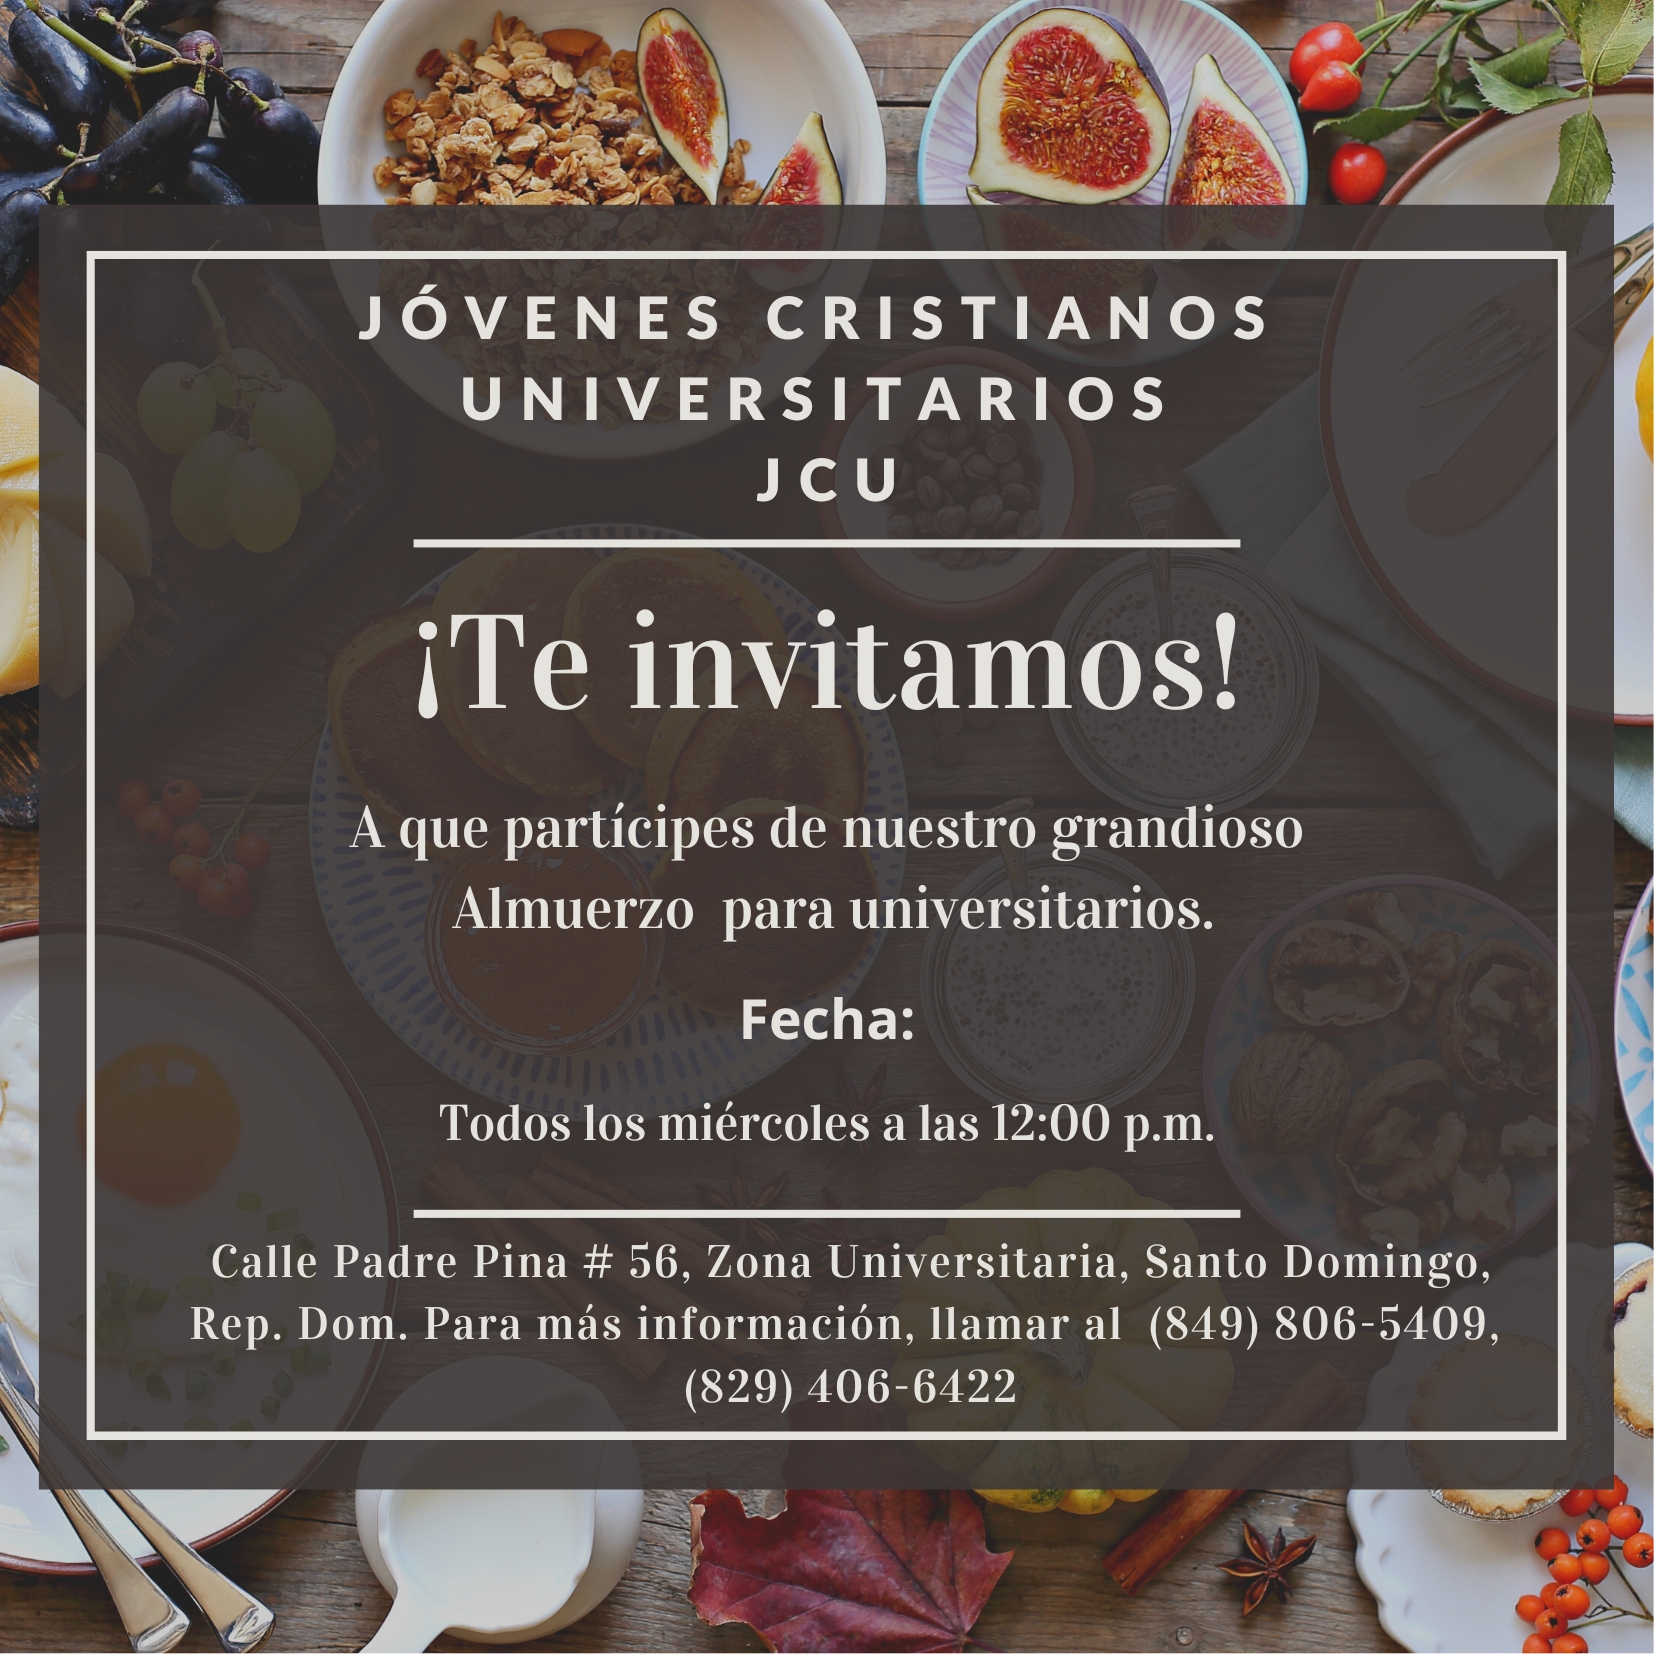 JÓVENES CRISTIANOS
UNIVERSITARIOS
JCU
¡Te invitamos!
A que partícipes de nuestro grandioso
Almuerzo  para universitarios.
Fecha:
Todos los miércoles a las 12:00 p.m.
Calle Padre Pina # 56, Zona Universitaria, Santo Domingo,
Rep. Dom. Para más información, llamar al  (849) 806-5409,
(829) 406-6422